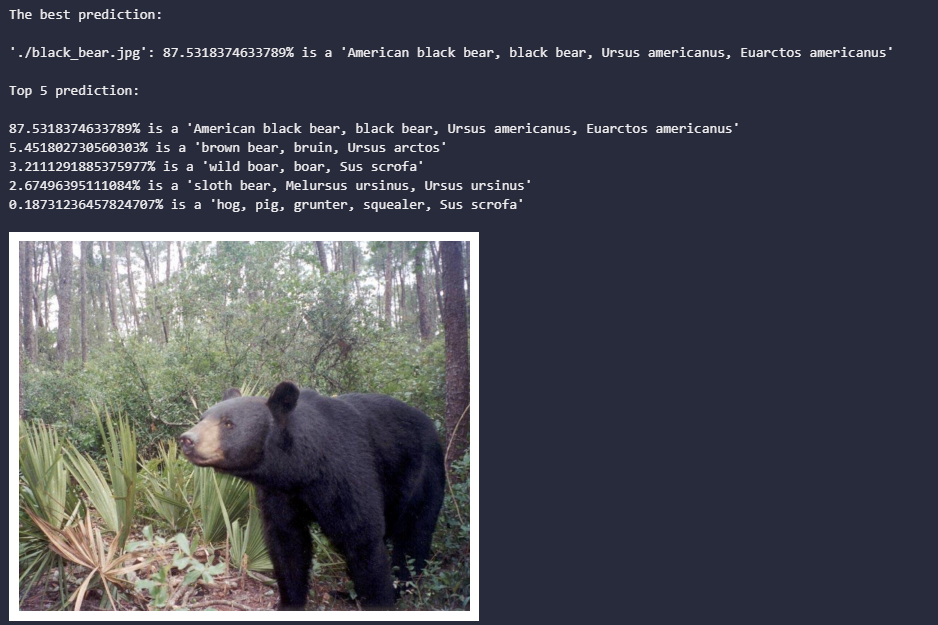 The best prediction:
'./black_bear.jpg': 87.5318374633789% is a 'American black bear, black bear, Ursus americanus, Euarctos americanus'
Top 5 prediction:
87.5318374633789% is a 'American black bear, black bear, Ursus americanus, Euarctos americanus'
5.451802730560303% is a 'brown bear, bruin, Ursus arctos'
3.2111291885375977% is a 'wild boar, boar, Sus scrofa'
2.67496395111084% is a 'sloth bear, Melursus ursinus, Ursus ursinus'
0.18731236457824707% is a 'hog, pig, grunter, squealer, Sus scrofa'